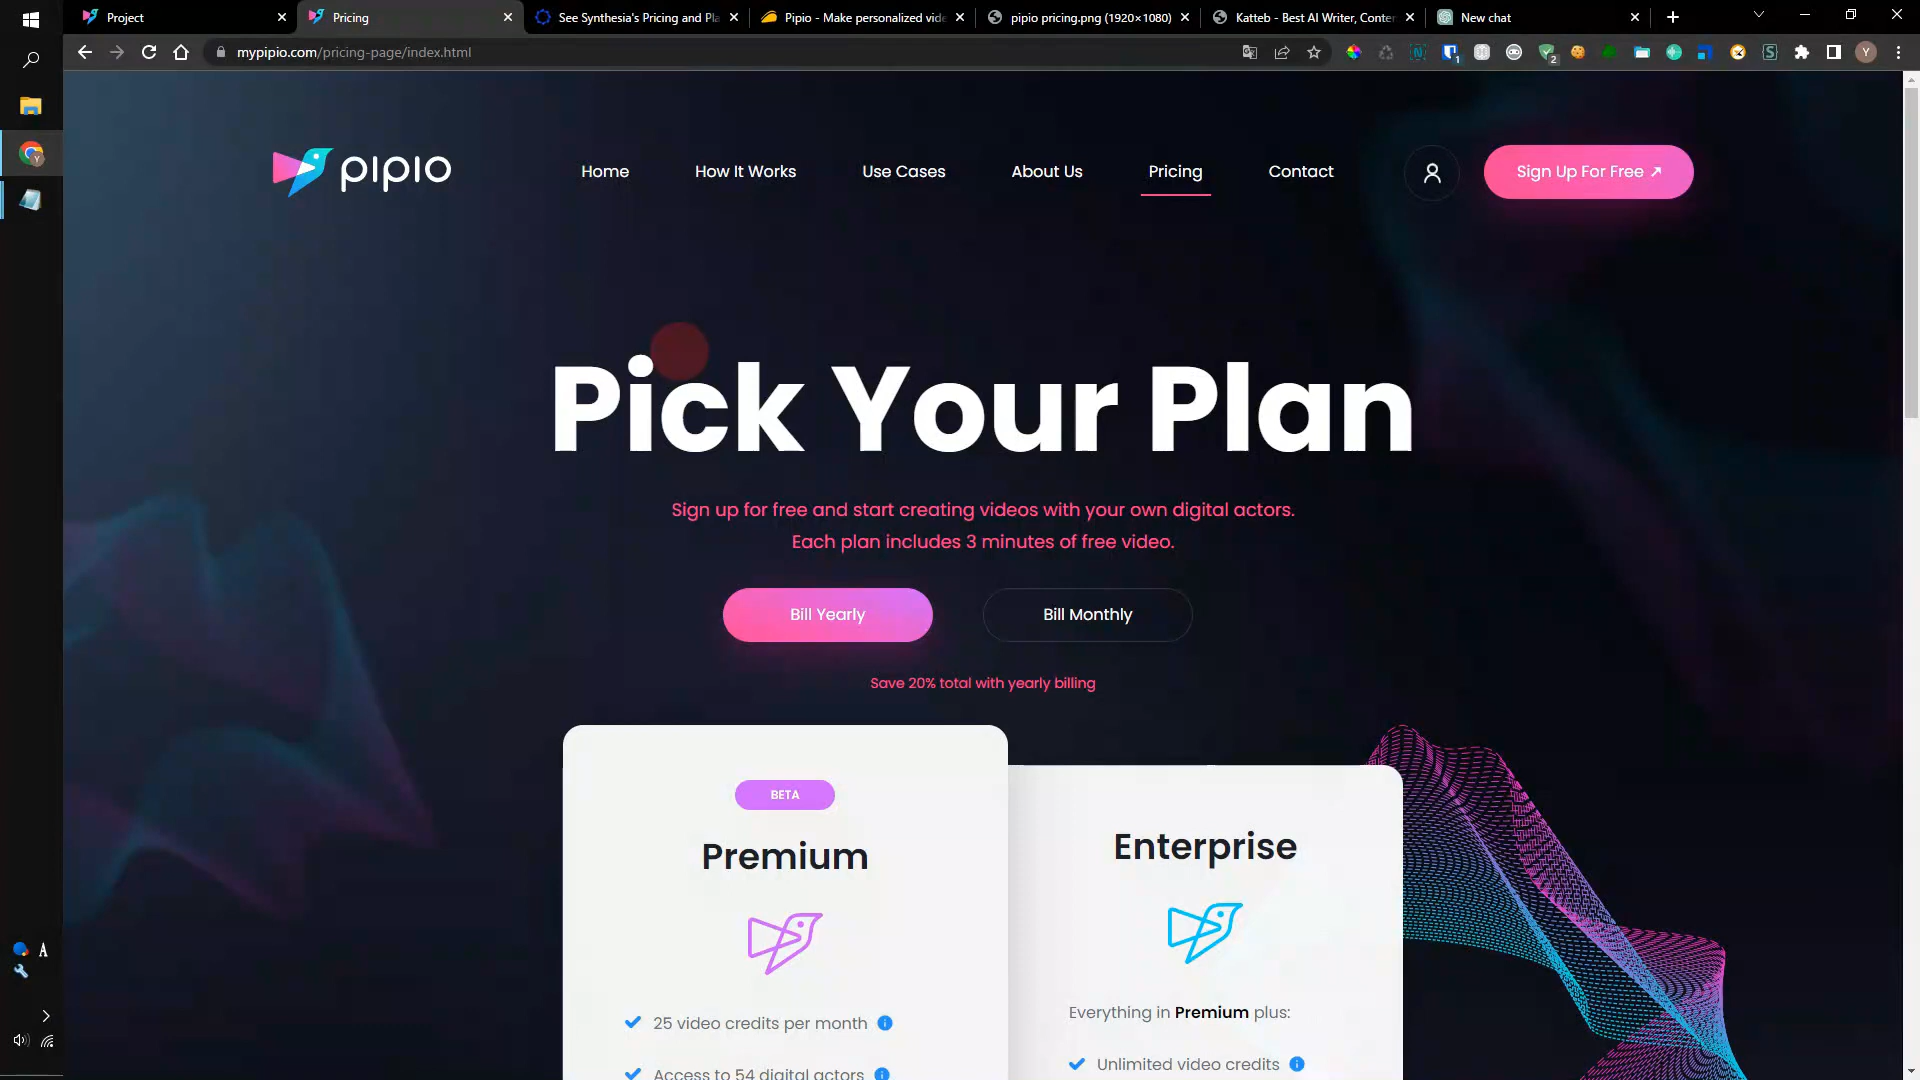 Project
Pricing
See Synthesia's Pricing and Pla
Pipio - Make personalized vide
pipio pricing.png (1920×1080)
Katteb - Best AI Writer, Conter
New chat
mypipio.com/pricing-page/index.html
pipio
Home
How It Works
Use Cases
About Us
Pricing
Contact
Sign Up For Free ↗
Pick Your Plan
Sign up for free and start creating videos with your own digital actors.
Each plan includes 3 minutes of free video.
Bill Yearly
Bill Monthly
Save 20% total with yearly billing
BETA
Premium
25 video credits per month
Access to 54 digital actors
Enterprise
Everything in Premium plus:
Unlimited video credits